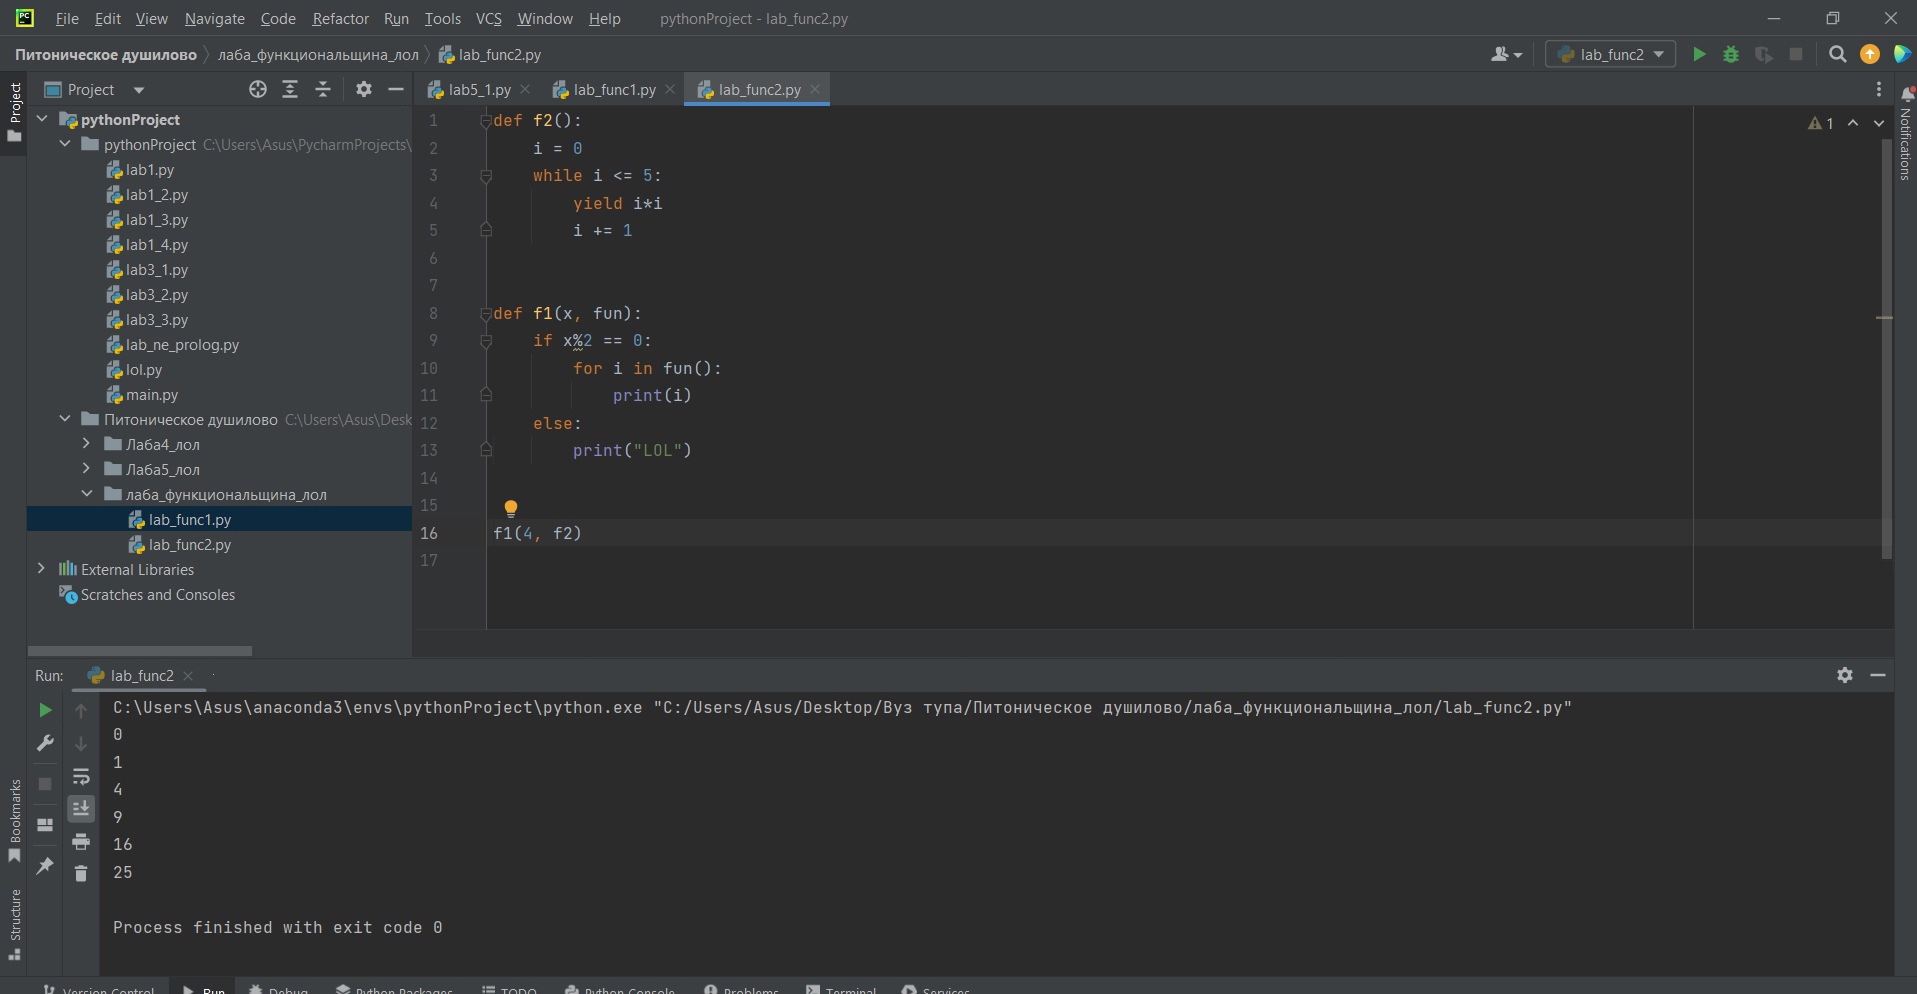 File Edit View Navigate Code Refactor Run Tools VCS Window Help pythonProject - lab_func2.py
Питоническое душилово лаба_функциональщина_лол lab_func2.py lab_func2
Project
Project
lab5_1.py lab_func1.py lab_func2.py
pythonProject
pythonProject C:\Users\Asus\PycharmProjects\
lab1.py
lab1_2.py
lab1_3.py
lab1_4.py
lab3_1.py
lab3_2.py
lab3_3.py
lab_ne_prolog.py
lol.py
main.py
Питоническое душилово C:\Users\Asus\Desk
Лаба4_лол
Лаба5_лол
лаба_функциональщина_лол
lab_func1.py
lab_func2.py
External Libraries
Scratches and Consoles
1 def f2():
2 i = 0
3 while i <= 5:
4 yield i*i
5 i += 1
6
7
8 def f1(x, fun):
9 if x%2 == 0:
10 for i in fun():
11 print(i)
12 else:
13 print("LOL")
14
15
16 f1(4, f2)
17
1
Notifications
Run: lab_func2
C:\Users\Asus\anaconda3\envs\pythonProject\python.exe "C:/Users/Asus/Desktop/Вуз тупа/Питоническое душилово/лаба_функциональщина_лол/lab_func2.py"
0
1
4
9
16
25
Process finished with exit code 0
Bookmarks
Structure
Version Control Run Debug Python Packages TODO Python Console Problems Terminal Services